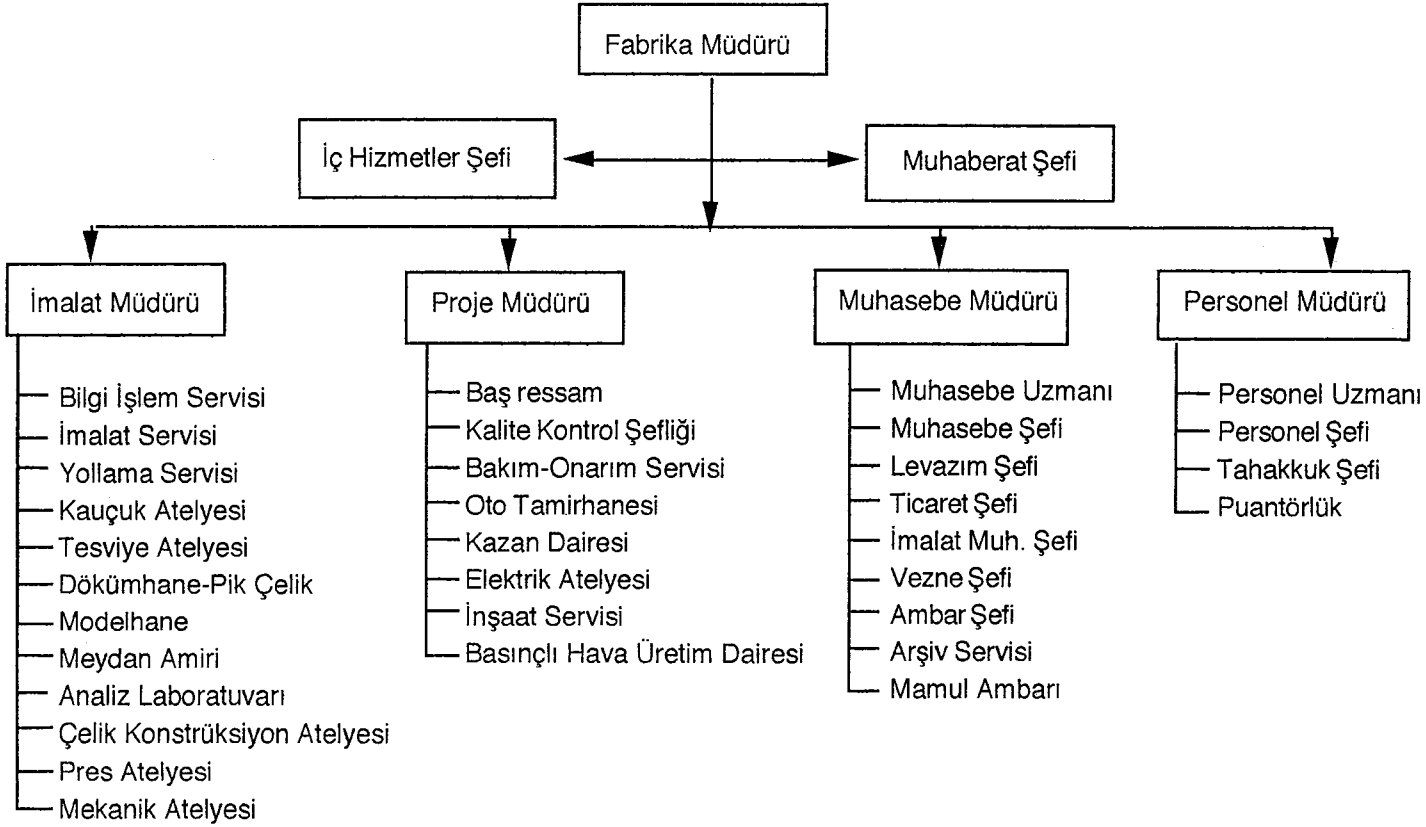 Fabrika Müdürü
İç Hizmetler Şefi
Muhaberat Şefi
İmalat Müdürü
Bilgi İşlem Servisi
İmalat Servisi
Yollama Servisi
Kauçuk Atelyesi
Tesviye Atelyesi
Dökümhane-Pik Çelik
Modelhane
Meydan Amiri
Analiz Laboratuvarı
Çelik Konstrüksiyon Atelyesi
Pres Atelyesi
Mekanik Atelyesi
Proje Müdürü
Baş ressam
Kalite Kontrol Şefliği
Bakım-Onarım Servisi
Oto Tamirhanesi
Kazan Dairesi
Elektrik Atelyesi
İnşaat Servisi
Basınçlı Hava Üretim Dairesi
Muhasebe Müdürü
Muhasebe Uzmanı
Muhasebe Şefi
Levazım Şefi
Ticaret Şefi
İmalat Muh. Şefi
Vezne Şefi
Ambar Şefi
Arşiv Servisi
Mamul Ambarı
Personel Müdürü
Personel Uzmanı
Personel Şefi
Tahakkuk Şefi
Puantörlük